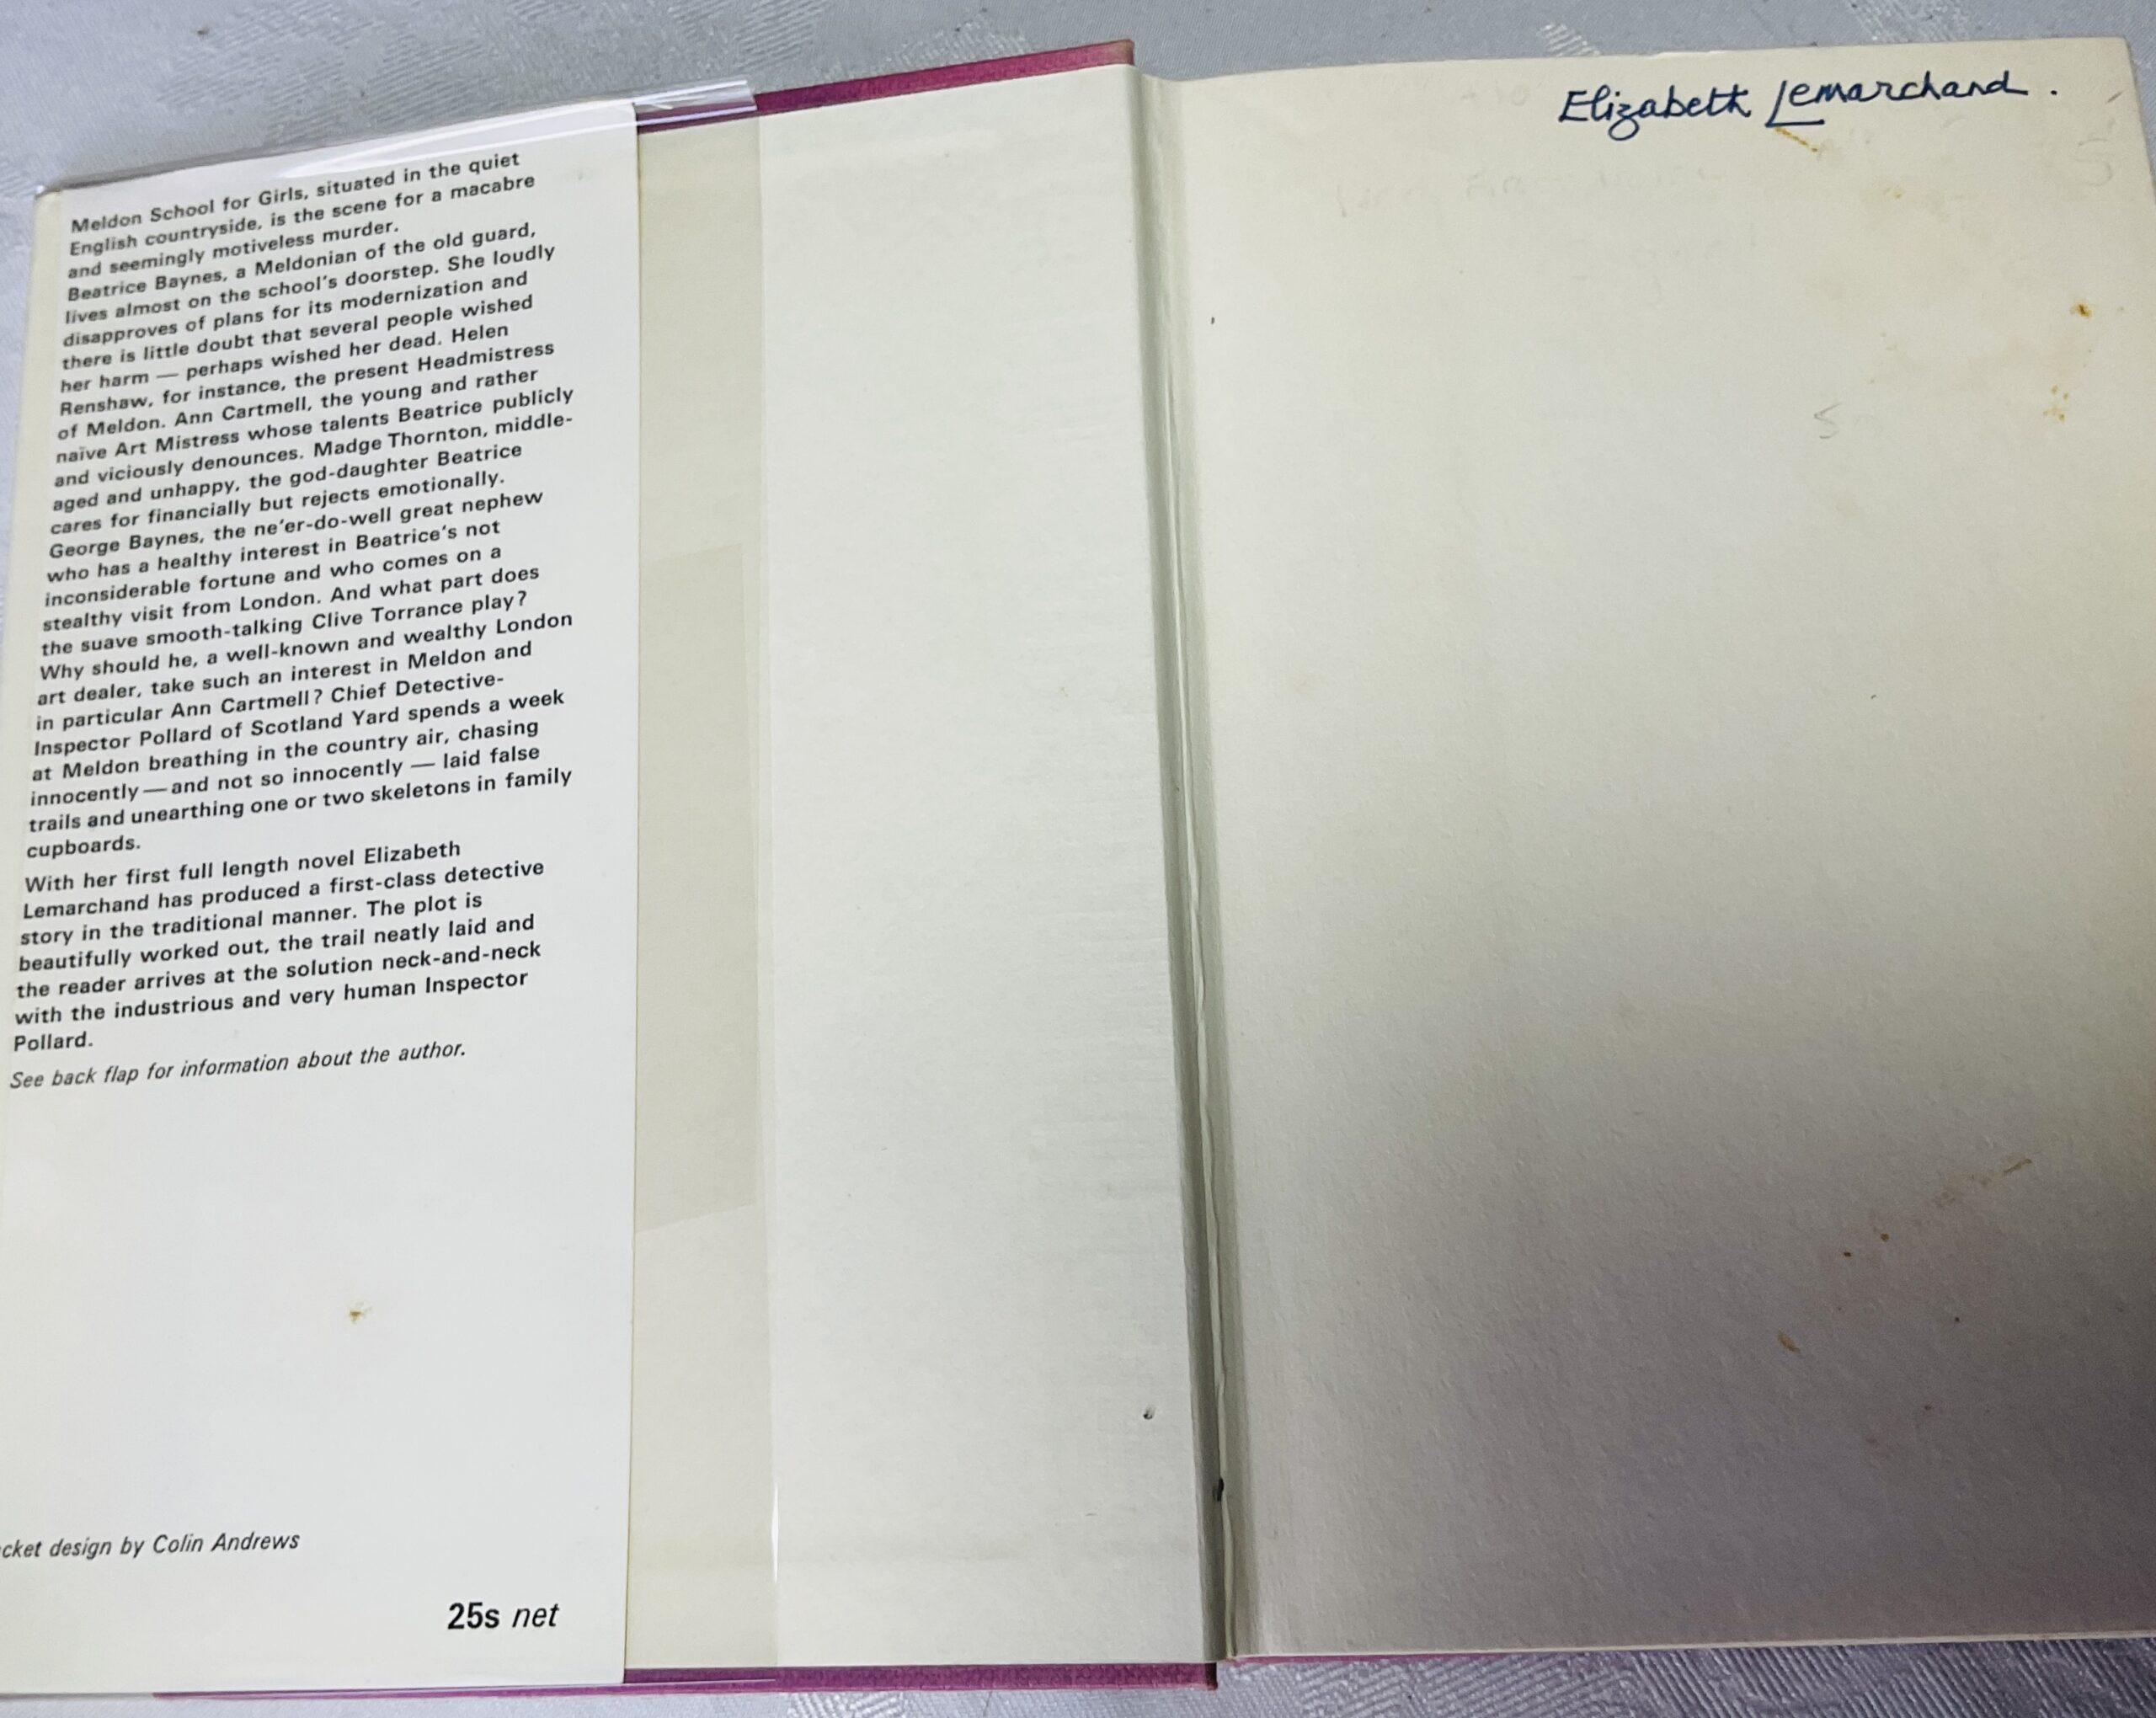 Meldon School for Girls, situated in the quiet
English countryside, is the scene for a macabre
and seemingly motiveless murder.
Beatrice Baynes, a Meldonian of the old guard,
lives almost on the school's doorstep. She loudly
disapproves of plans for its modernization and
there is little doubt that several people wished
her harm — perhaps wished her dead. Helen
Renshaw, for instance, the present Headmistress
of Meldon. Ann Cartmell, the young and rather
naïve Art Mistress whose talents Beatrice publicly
and viciously denounces. Madge Thornton, middle-
aged and unhappy, the god-daughter Beatrice
cares for financially but rejects emotionally.
George Baynes, the ne'er-do-well great nephew
who has a healthy interest in Beatrice's not
inconsiderable fortune and who comes on a
stealthy visit from London. And what part does
the suave smooth-talking Clive Torrance play?
Why should he, a well-known and wealthy London
art dealer, take such an interest in Meldon and
in particular Ann Cartmell? Chief Detective-
Inspector Pollard of Scotland Yard spends a week
at Meldon breathing in the country air, chasing
innocently — and not so innocently — laid false
trails and unearthing one or two skeletons in family
cupboards.
With her first full length novel Elizabeth
Lemarchand has produced a first-class detective
story in the traditional manner. The plot is
beautifully worked out, the trail neatly laid and
the reader arrives at the solution neck-and-neck
with the industrious and very human Inspector
Pollard.
See back flap for information about the author.
cket design by Colin Andrews
25s net
Elizabeth Lemarchand.